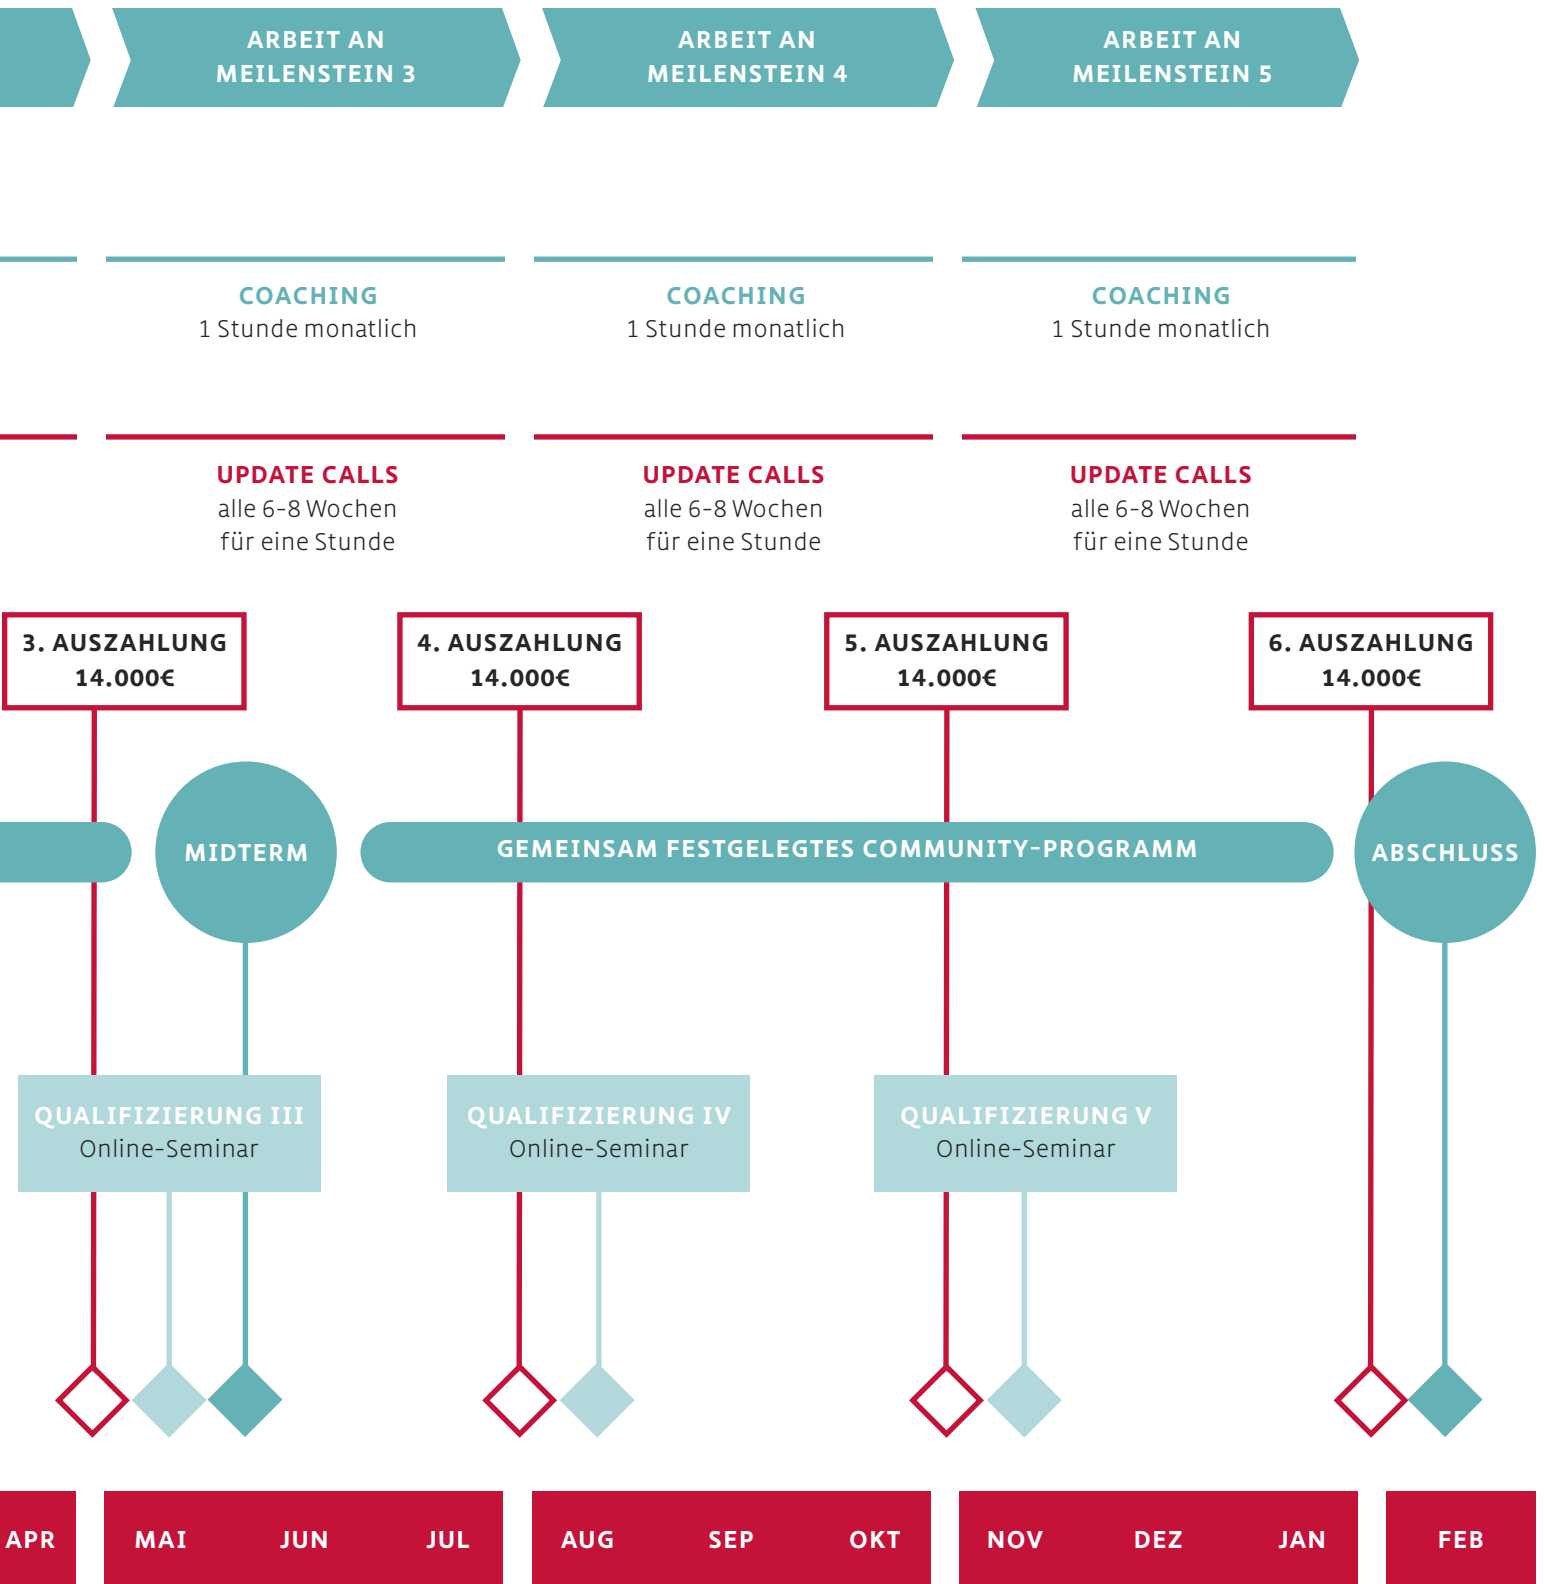 ARBEIT AN
MEILENSTEIN 3
ARBEIT AN
MEILENSTEIN 4
ARBEIT AN
MEILENSTEIN 5
COACHING
1 Stunde monatlich
COACHING
1 Stunde monatlich
COACHING
1 Stunde monatlich
UPDATE CALLS
alle 6-8 Wochen
für eine Stunde
UPDATE CALLS
alle 6-8 Wochen
für eine Stunde
UPDATE CALLS
alle 6-8 Wochen
für eine Stunde
3. AUSZAHLUNG
14.000€
4. AUSZAHLUNG
14.000€
5. AUSZAHLUNG
14.000€
6. AUSZAHLUNG
14.000€
MIDTERM
GEMEINSAM FESTGELEGTES COMMUNITY-PROGRAMM
ABSCHLUSS
QUALIFIZIERUNG III
Online-Seminar
QUALIFIZIERUNG IV
Online-Seminar
QUALIFIZIERUNG V
Online-Seminar
APR MAI JUN JUL AUG SEP OKT NOV DEZ JAN FEB